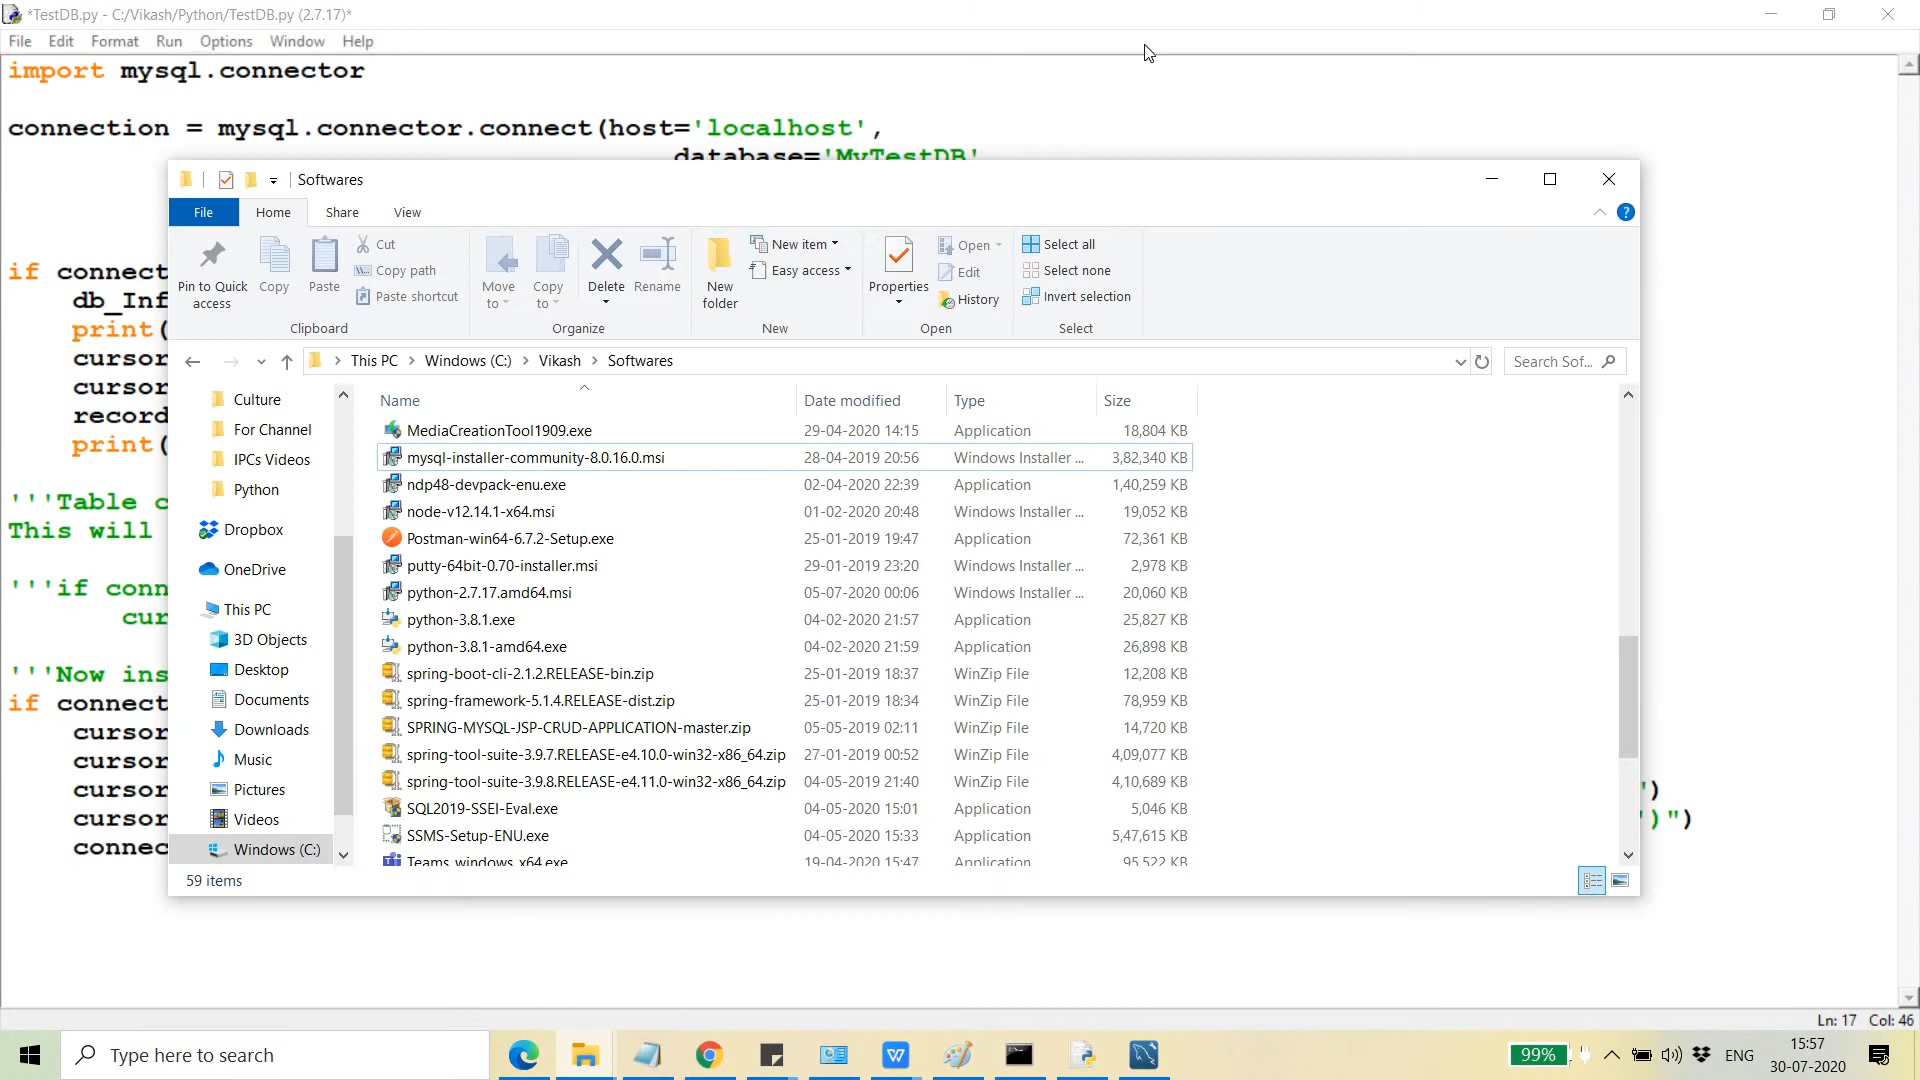 *TestDB.py - C:/Vikash/Python/TestDB.py (2.7.17)*
File Edit Format Run Options Window Help
import mysql.connector
connection = mysql.connector.connect(host='localhost',
database='MyTestDB'
Softwares
File Home Share View
Pin to Quick access
Copy
Paste
Cut
Copy path
Paste shortcut
Clipboard
Move to
Copy to
Delete
Rename
Organize
New folder
New item
Easy access
New
Properties
Open
Edit
History
Open
Select all
Select none
Invert selection
Select
This PC Windows (C:) Vikash Softwares
Search Sof...
Culture
For Channel
IPCs Videos
Python
Dropbox
OneDrive
This PC
3D Objects
Desktop
Documents
Downloads
Music
Pictures
Videos
Windows (C:)
Name Date modified Type Size
MediaCreationTool1909.exe 29-04-2020 14:15 Application 18,804 KB
mysql-installer-community-8.0.16.0.msi 28-04-2019 20:56 Windows Installer ... 3,82,340 KB
ndp48-devpack-enu.exe 02-04-2020 22:39 Application 1,40,259 KB
node-v12.14.1-x64.msi 01-02-2020 20:48 Windows Installer ... 19,052 KB
Postman-win64-6.7.2-Setup.exe 25-01-2019 19:47 Application 72,361 KB
putty-64bit-0.70-installer.msi 29-01-2019 23:20 Windows Installer ... 2,978 KB
python-2.7.17.amd64.msi 05-07-2020 00:06 Windows Installer ... 20,060 KB
python-3.8.1.exe 04-02-2020 21:57 Application 25,827 KB
python-3.8.1-amd64.exe 04-02-2020 21:59 Application 26,898 KB
spring-boot-cli-2.1.2.RELEASE-bin.zip 25-01-2019 18:37 WinZip File 12,208 KB
spring-framework-5.1.4.RELEASE-dist.zip 25-01-2019 18:34 WinZip File 78,959 KB
SPRING-MYSQL-JSP-CRUD-APPLICATION-master.zip 05-05-2019 02:11 WinZip File 14,720 KB
spring-tool-suite-3.9.7.RELEASE-e4.10.0-win32-x86_64.zip 27-01-2019 00:52 WinZip File 4,09,077 KB
spring-tool-suite-3.9.8.RELEASE-e4.11.0-win32-x86_64.zip 04-05-2019 21:40 WinZip File 4,10,689 KB
SQL2019-SSEI-Eval.exe 04-05-2020 15:01 Application 5,046 KB
SSMS-Setup-ENU.exe 04-05-2020 15:33 Application 5,47,615 KB
Teams_windows_x64.exe 19-04-2020 15:47 Application 95,522 KB
59 items
if connect
db_Inf
print(
cursor
cursor
record
print(
'''Table c
This will
'''if conn
cur
'''Now ins
if connect
cursor
cursor
cursor ')
cursor ')")
connec
Ln: 17 Col: 46
Type here to search
99%
ENG
15:57
30-07-2020